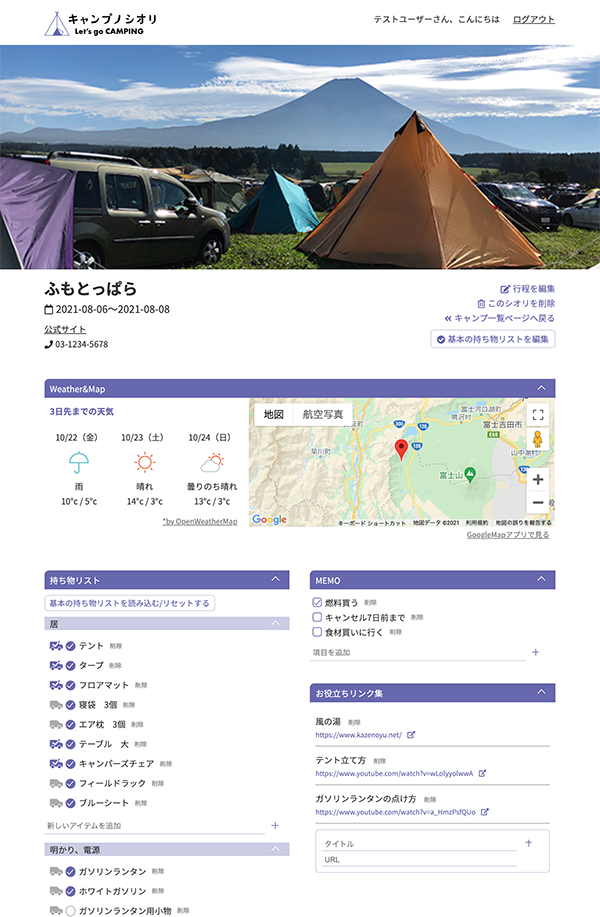 キャンプノシオリ
Let's go CAMPING
テストユーザーさん、こんにちは ログアウト
ふもとっぱら
2021-08-06〜2021-08-08
公式サイト
03-1234-5678
行程を編集
このシオリを削除
キャンプ一覧ページへ戻る
基本の持ち物リストを編集
Weather&Map
3日先までの天気
10/22（金） 10/23（土） 10/24（日）
雨 晴れ 曇りのち晴れ
10°c / 5°c 14°c / 3°c 13°c / 3°c
*by OpenWeatherMap
地図 航空写真
富士河口湖町
鳴沢村
富士吉田市
早川町
300
139
E68
山中湖村
138
富士山
Google
キーボード ショートカット 地図データ ©2021 利用規約 地図の誤りを報告する
GoogleMapアプリで見る
持ち物リスト
基本の持ち物リストを読み込む/リセットする
居
テント 削除
タープ 削除
フロアマット 削除
寝袋 3個 削除
エア枕 3個 削除
テーブル 大 削除
キャンパーズチェア 削除
フィールドラック 削除
ブルーシート 削除
新しいアイテムを追加 +
明かり、電源
ガソリンランタン 削除
ホワイトガソリン 削除
ガソリンランタン用小物 削除
MEMO
燃料買う 削除
キャンセル7日前まで 削除
食材買いに行く 削除
項目を追加 +
お役立ちリンク集
風の湯 削除
https://www.kazenoyu.net/
テント立て方 削除
https://www.youtube.com/watch?v=wLolyyolwwA
ガソリンランタンの点け方 削除
https://www.youtube.com/watch?v=a_HmzPsfQUo
タイトル +
URL